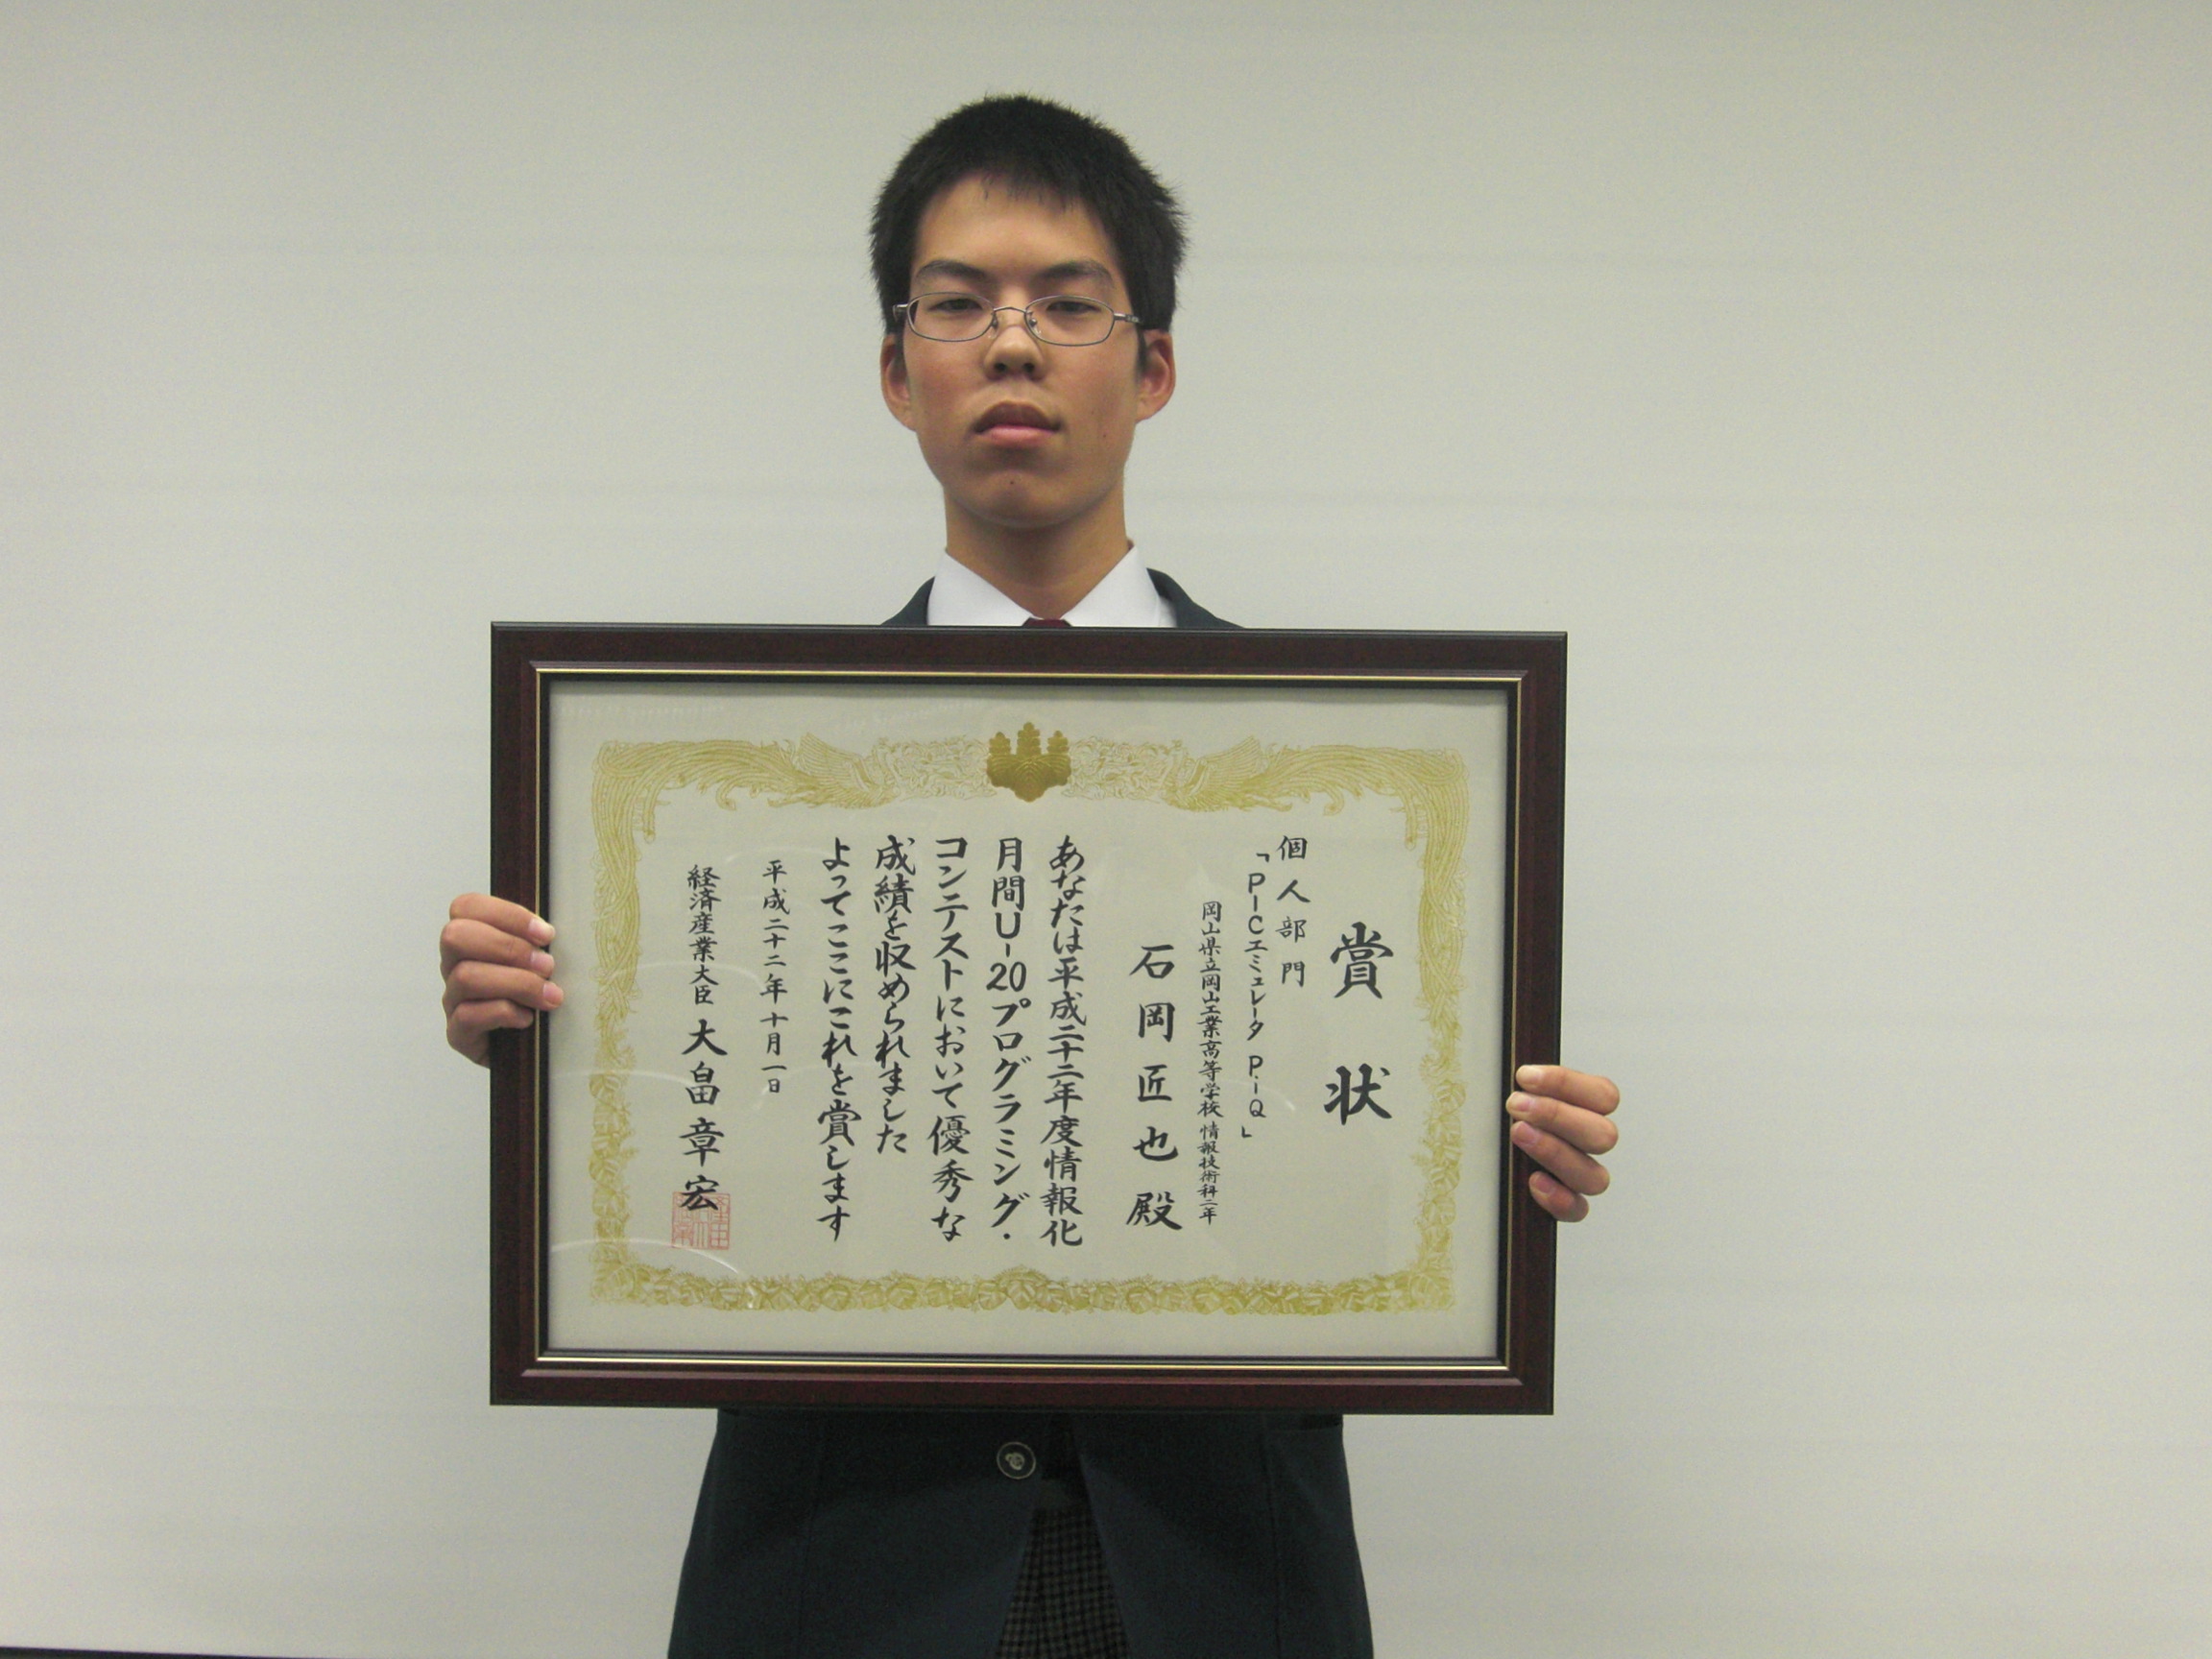 賞状
個人部門
「PICエミュレータ P-i-Q」
岡山県立岡山工業高等学校 情報技術科二年
石岡匠也殿
あなたは平成二十二年度情報化
月間U-20プログラミング・
コンテストにおいて優秀な
成績を収められました
よってここにこれを賞します
平成二十二年十月一日
経済産業大臣 大畠章宏